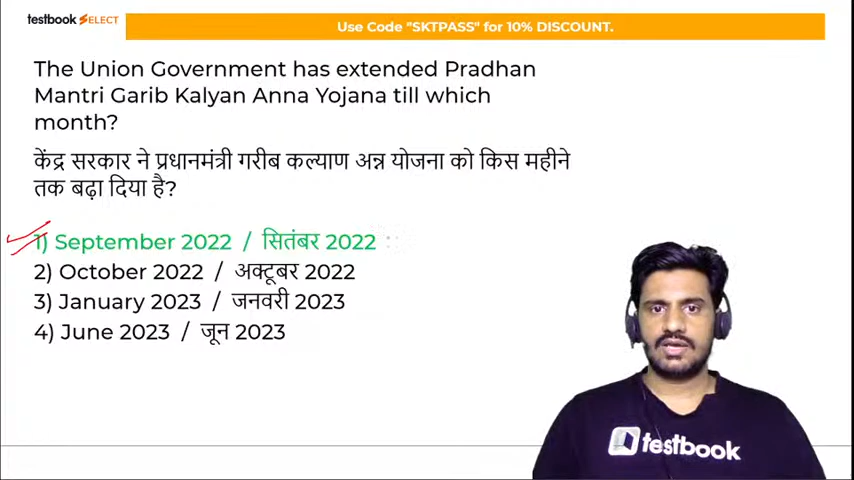 testbook SELECT
Use Code "SKTPASS" for 10% DISCOUNT.
The Union Government has extended Pradhan
Mantri Garib Kalyan Anna Yojana till which
month?
केंद्र सरकार ने प्रधानमंत्री गरीब कल्याण अन्न योजना को किस महीने
तक बढ़ा दिया है?
1) September 2022 / सितंबर 2022
2) October 2022 / अक्टूबर 2022
3) January 2023 / जनवरी 2023
4) June 2023 / जून 2023
testbook